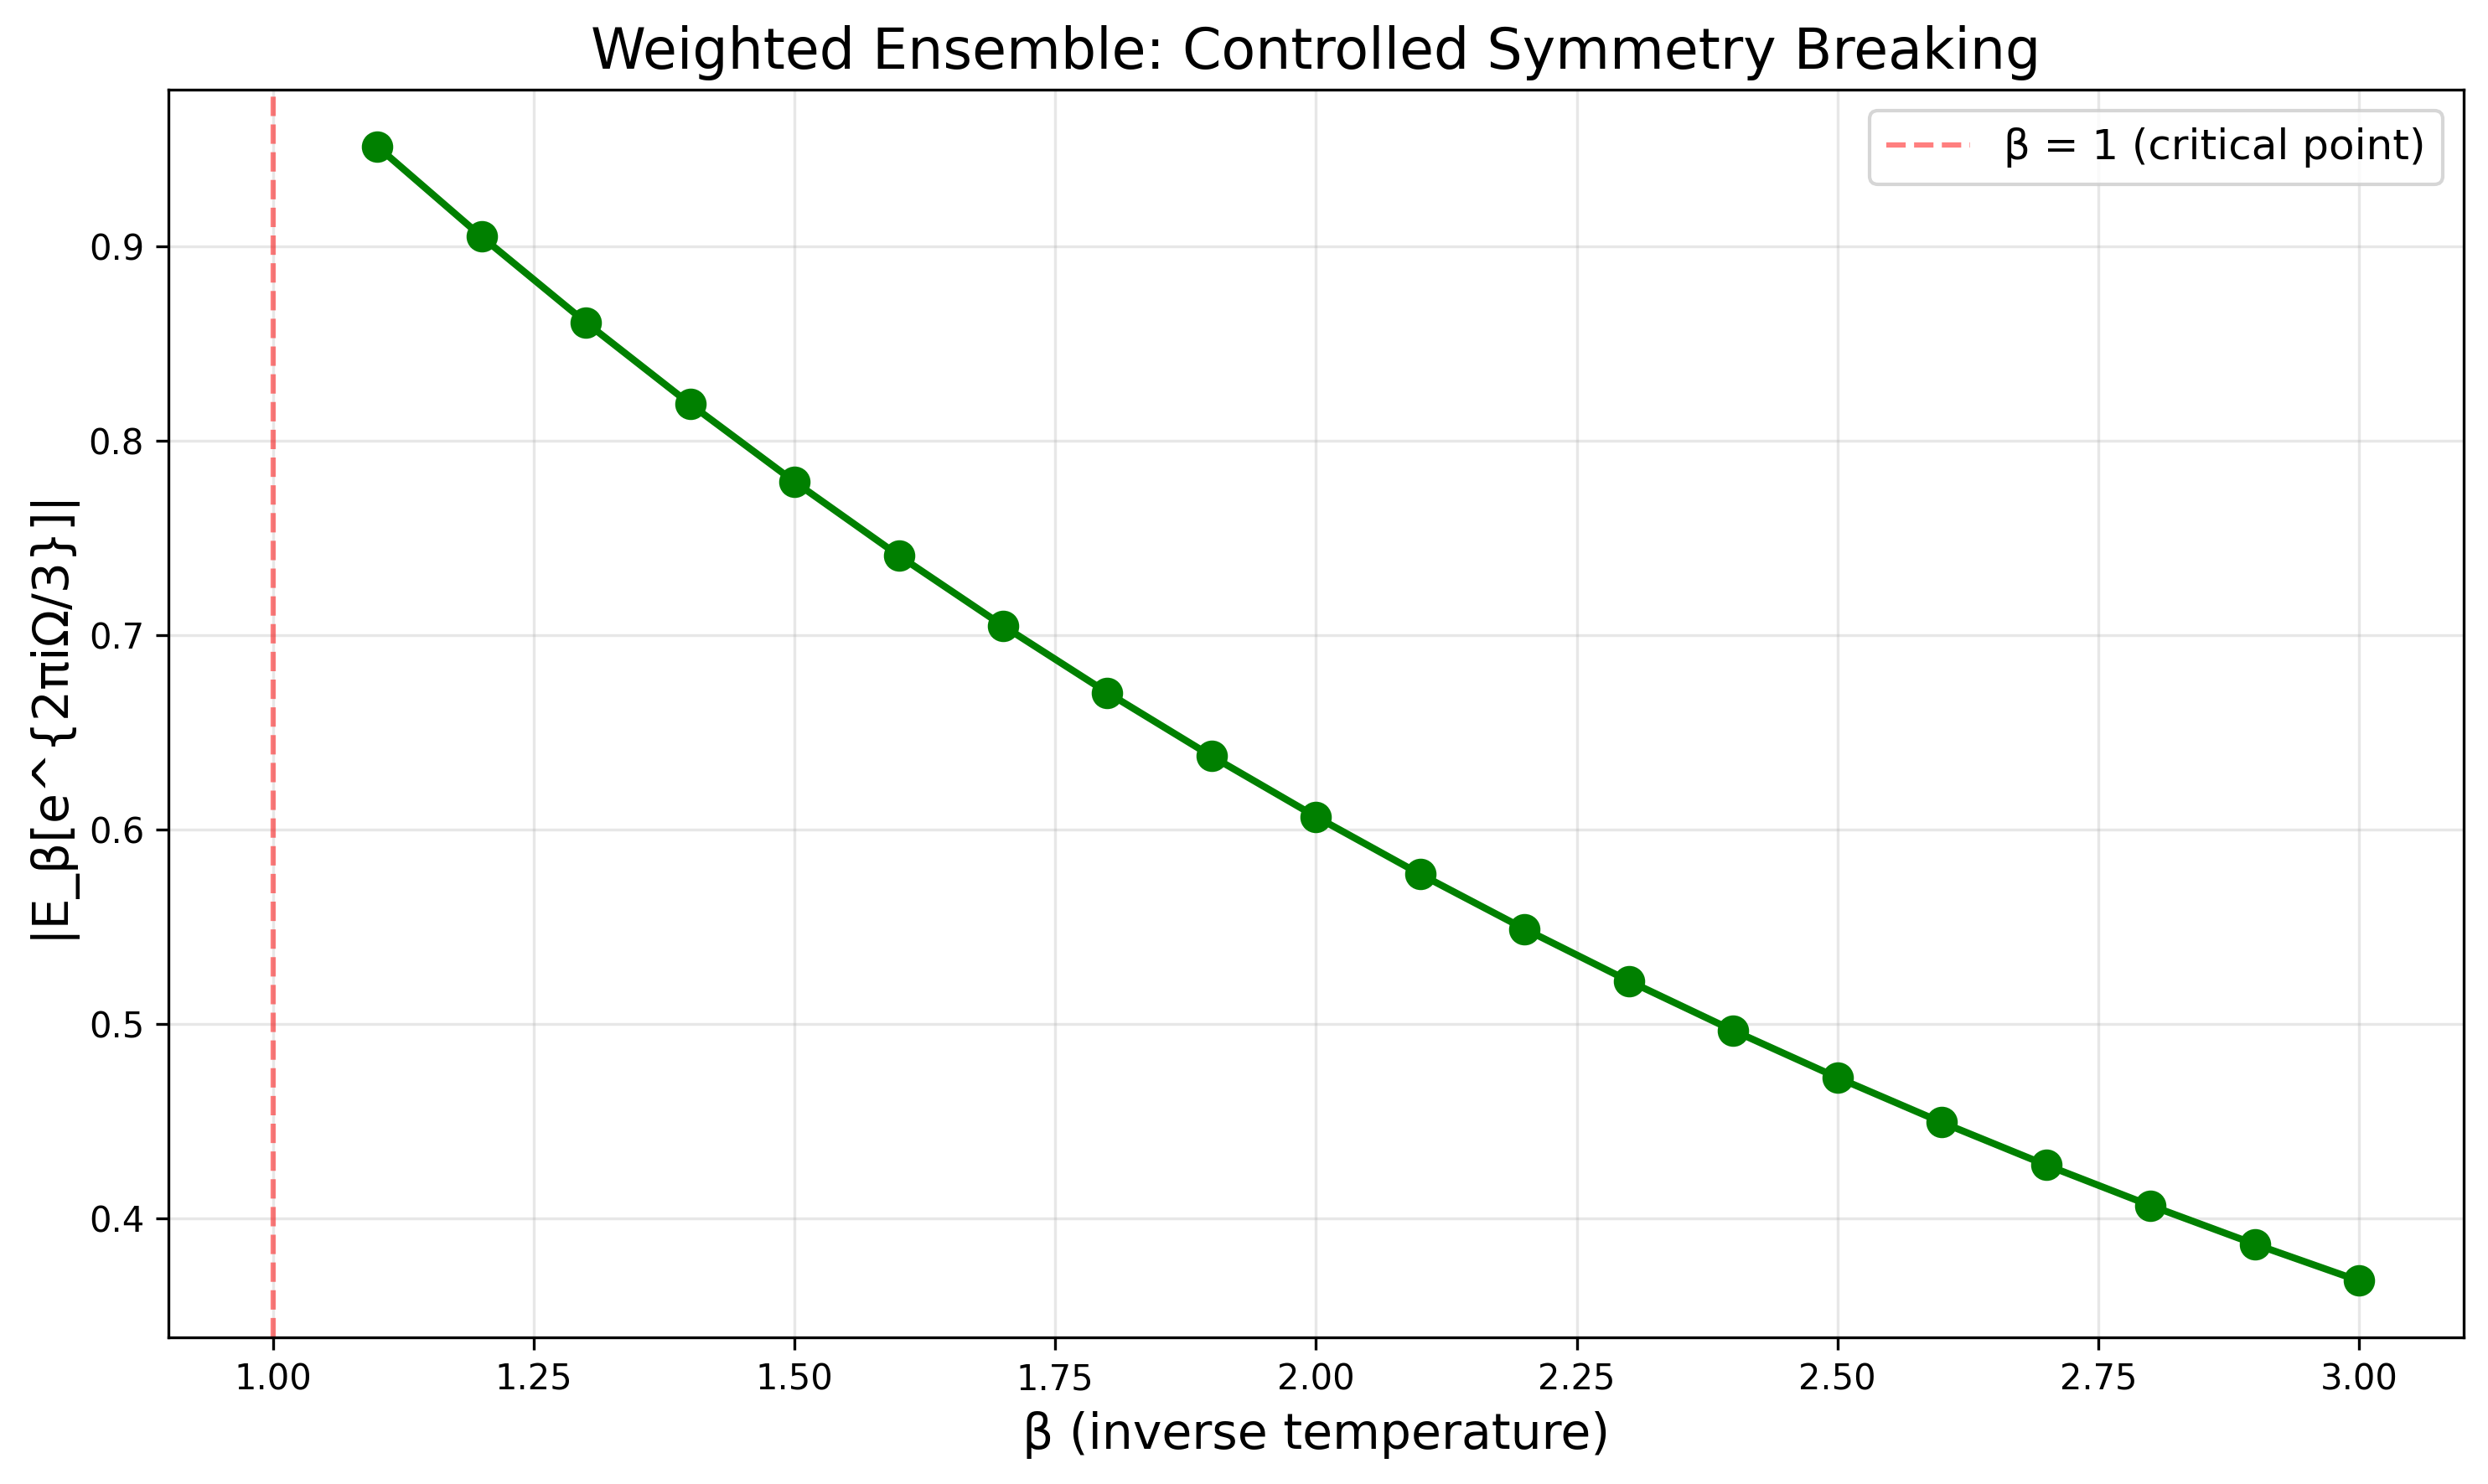 Weighted Ensemble: Controlled Symmetry Breaking
β = 1 (critical point)
|E_β[e^{2πiΩ/3}]|
0.9
0.8
0.7
0.6
0.5
0.4
1.00 1.25 1.50 1.75 2.00 2.25 2.50 2.75 3.00
β (inverse temperature)